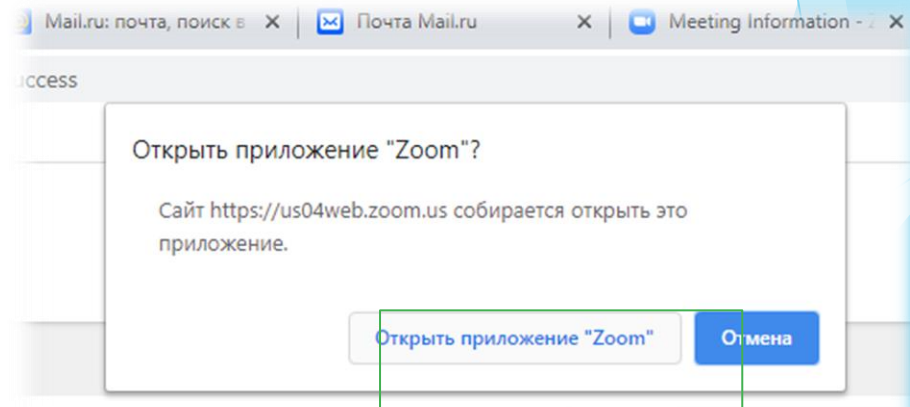 Mail.ru: почта, поиск в
Почта Mail.ru
Meeting Information - Z
uccess
Открыть приложение "Zoom"?
Сайт https://us04web.zoom.us собирается открыть это
приложение.
Открыть приложение "Zoom"
Отмена